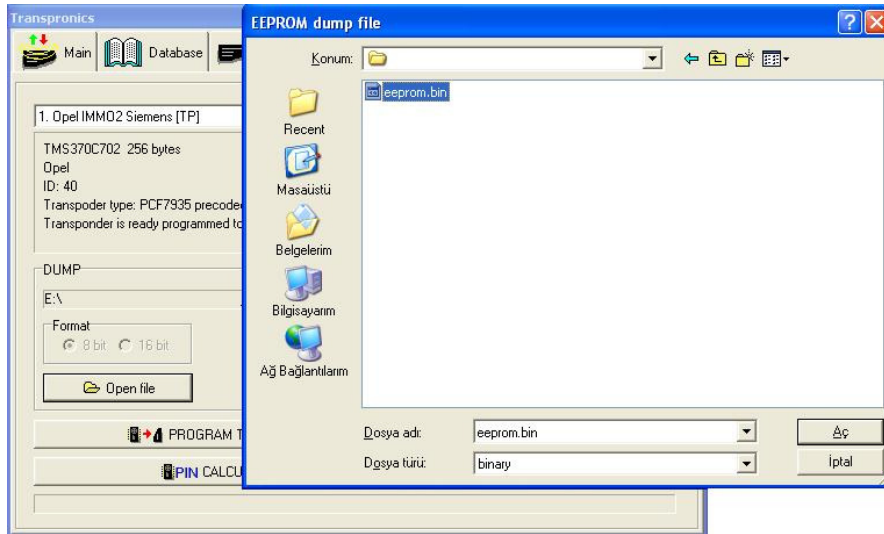 Transpronics
Main
Database
1. Opel IMMO2 Siemens [TP]
TMS370C702 256 bytes
Opel
ID: 40
Transpoder type: PCF7935 precode
Transponder is ready programmed to
DUMP
E:\
Format
8 bit
16 bit
Open file
PROGRAM T
PIN CALCU
EEPROM dump file
Konum:
eeprom.bin
Recent
Masaüstü
Belgelerim
Bilgisayarım
Ağ Bağlantılarım
Dosya adı:
eeprom.bin
Aç
Dosya türü:
binary
İptal